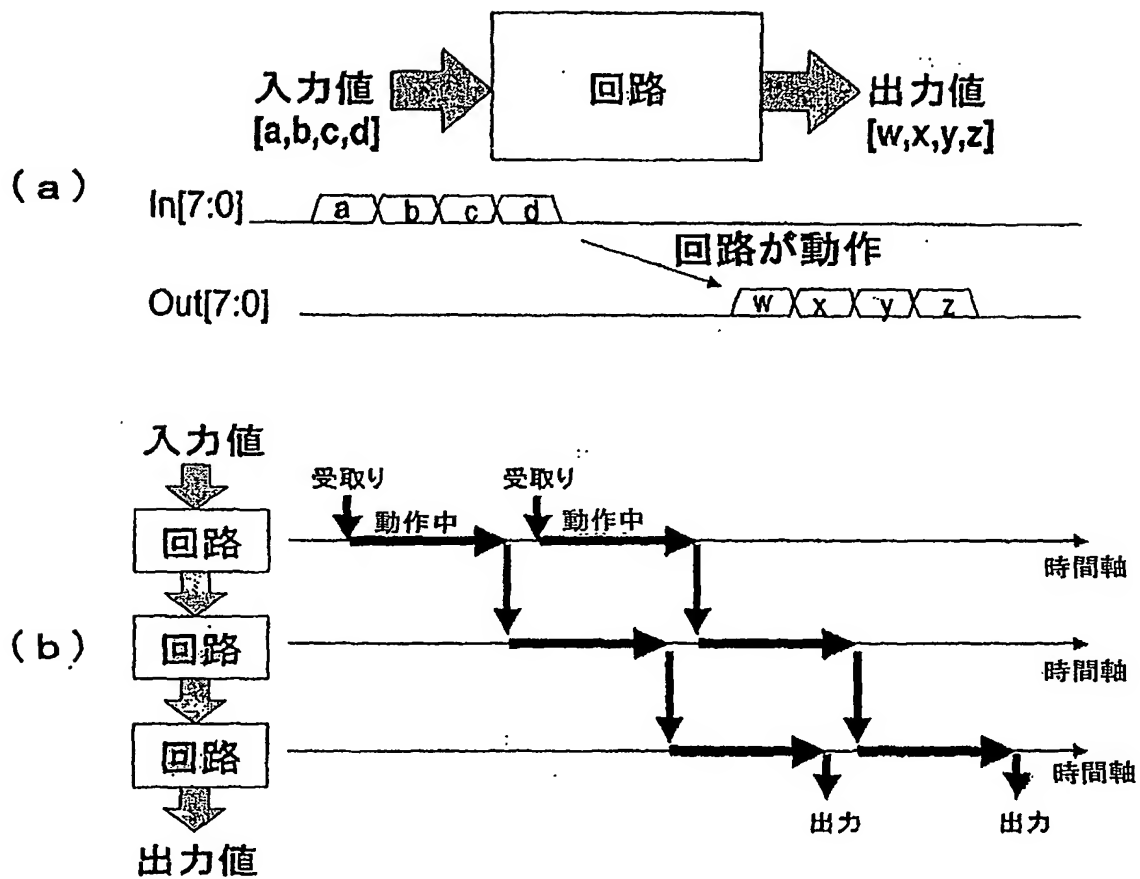 入力値
[a,b,c,d]
回路
出力値
[w,x,y,z]
(a)
In[7:0]
a b c d
回路が動作
Out[7:0]
w x y z
入力値
受取り 受取り
回路
動作中 動作中
時間軸
(b)
回路
時間軸
回路
時間軸
出力 出力
出力値